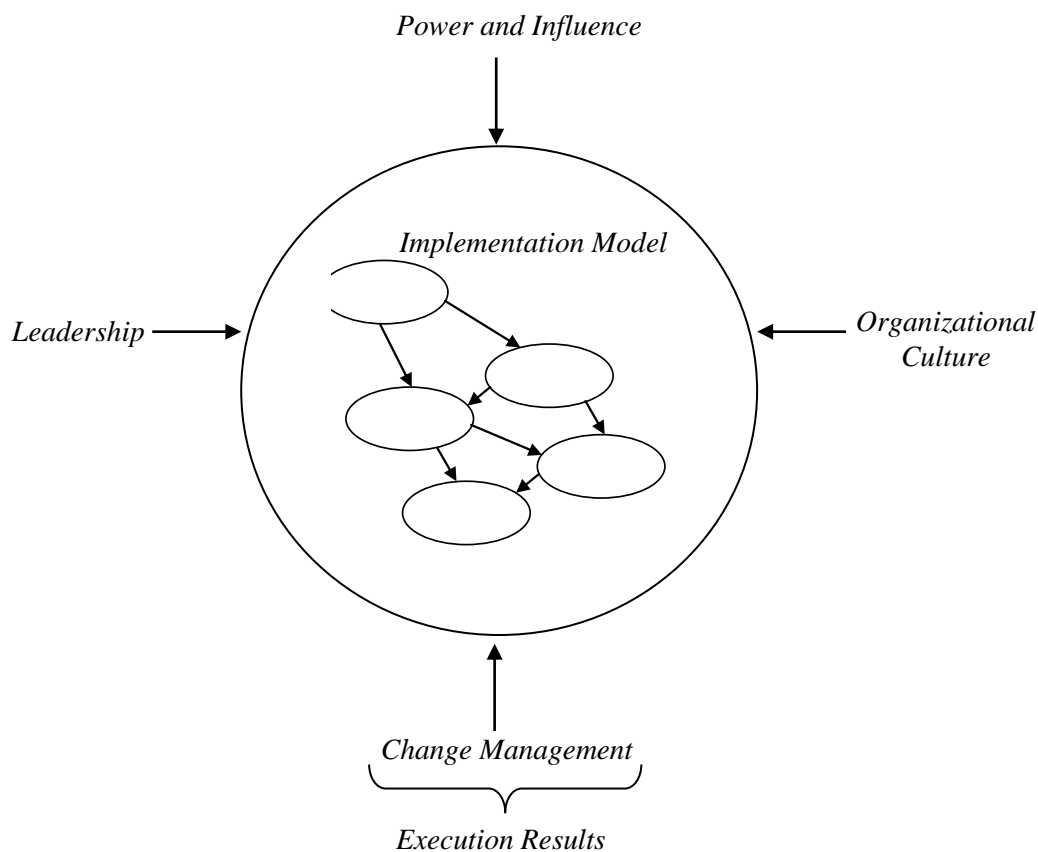 Power and Influence
Implementation Model
Leadership
Organizational
Culture
Change Management
Execution Results